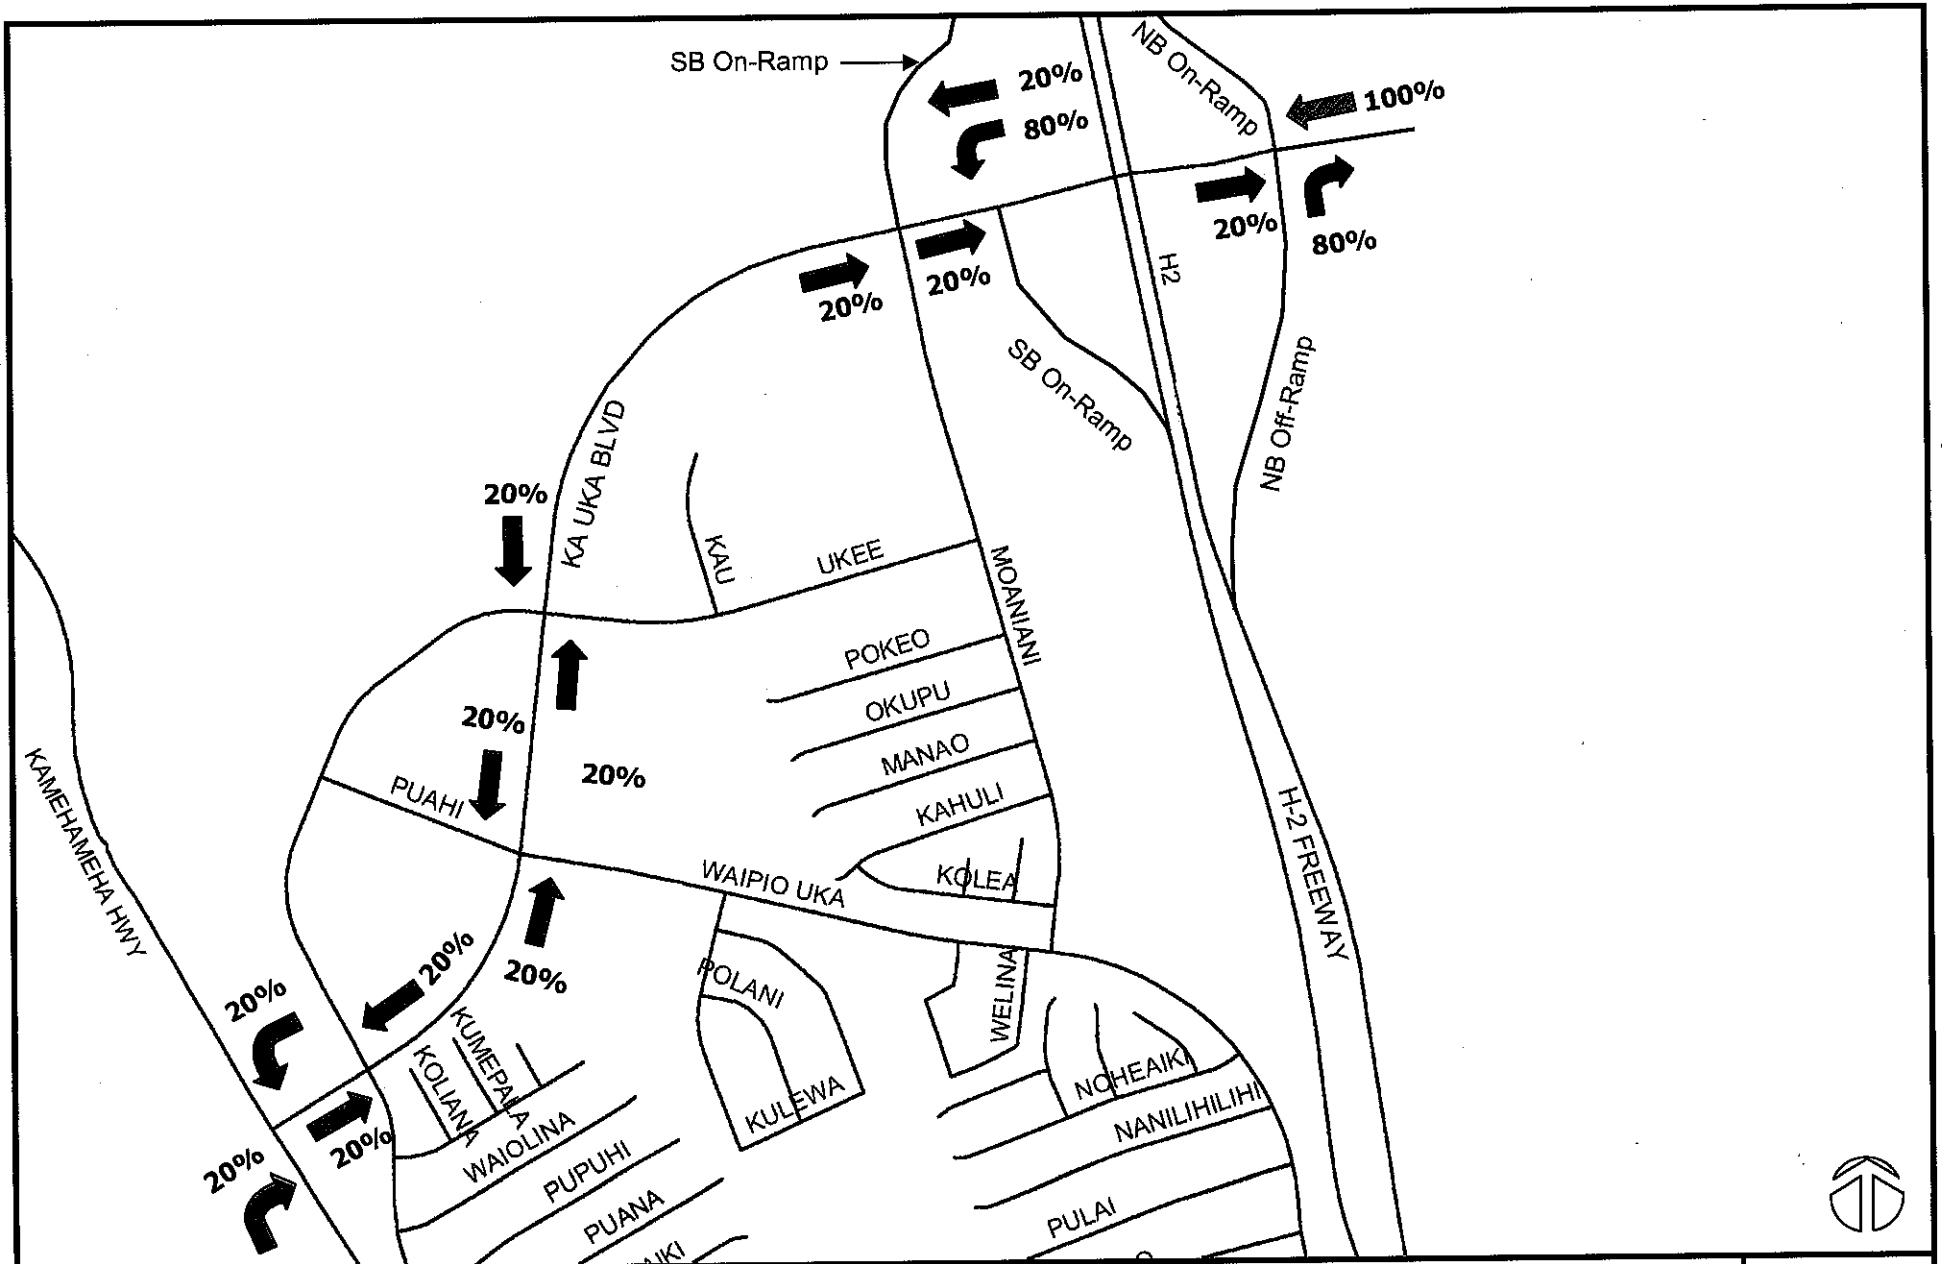 SB On-Ramp
20%
80%
NB On-Ramp
100%
20%
80%
20%
20%
H2
SB On-Ramp
NB Off-Ramp
KA UKA BLVD
20%
KAU
UKEE
MOANIANI
POKEO
OKUPU
MANAO
KAHULI
KOLEA
20%
20%
PUAHI
WAIPIO UKA
KAMEHAMEHA HWY
H-2 FREEWAY
20%
20%
POLANI
WELINA
20%
KUMEPALA
KOLIANA
KULEWA
NOHEAIKI
NANILIHILIHI
20%
20%
WAIOLINA
PUPUHI
PUANA
PULAI